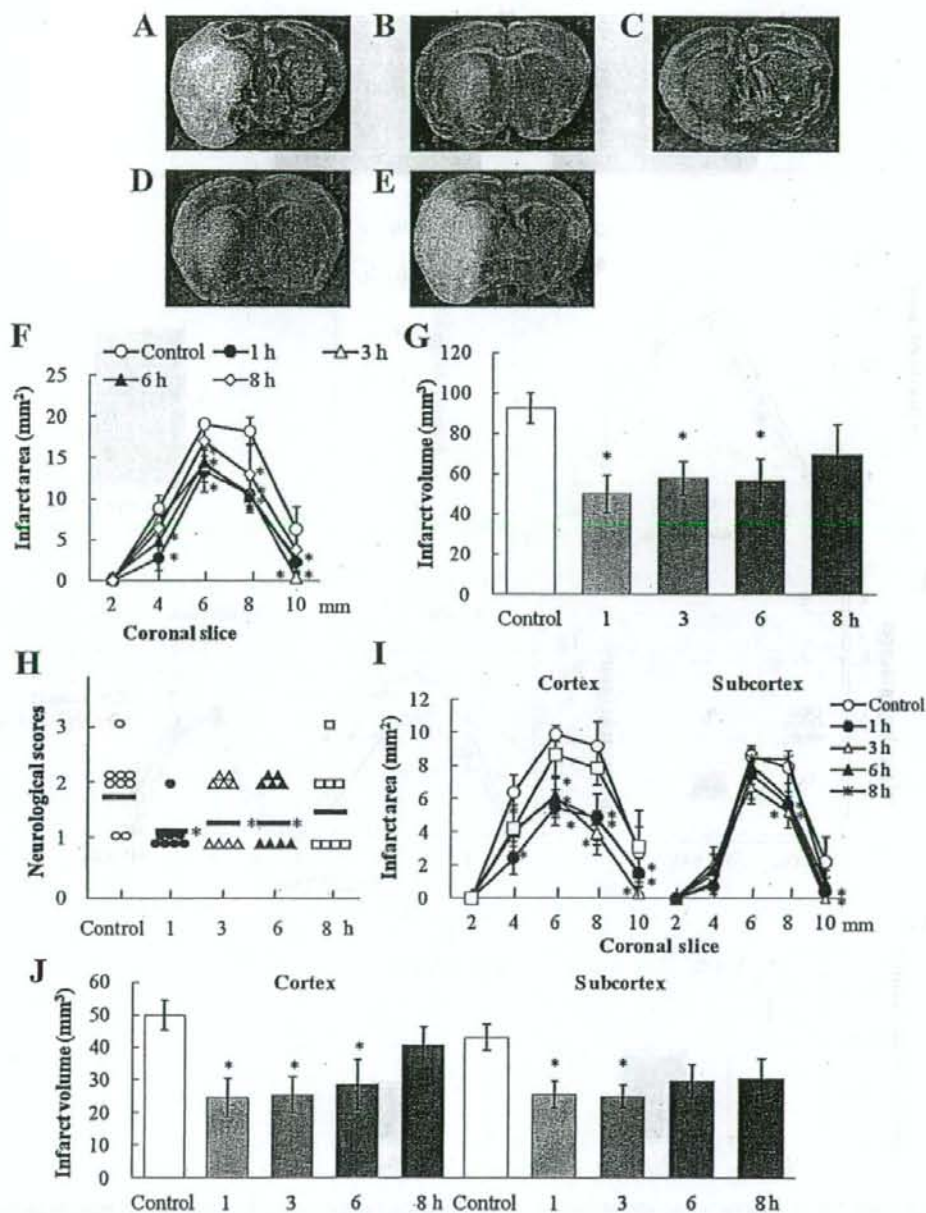 A B C
D E
F
Control 1 h 3 h
6 h 8 h
Infarct area (mm²)
25
20
15
10
5
0
2 4 6 8 10 mm
Coronal slice
G
Infarct volume (mm³)
120
100
80
60
40
20
0
* * *
Control 1 3 6 8 h
H
Neurological scores
3
2
1
0
* * *
Control 1 3 6 8 h
I
Cortex Subcortex
Control
1 h
3 h
6 h
8 h
Infarct area (mm²)
12
10
8
6
4
2
0
2 4 6 8 10 2 4 6 8 10 mm
Coronal slice
J
Cortex Subcortex
Infarct volume (mm³)
60
50
40
30
20
10
0
* * * * *
Control 1 3 6 8 h Control 1 3 6 8h